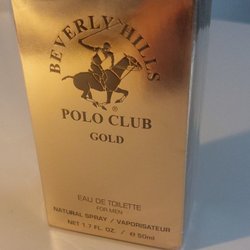 BEVERLY HILLS
®
POLO CLUB
GOLD
EAU DE TOILETTE
FOR MEN
NATURAL SPRAY / VAPORISATEUR
NET 1.7 FL. OZ. / ℮ 50ml